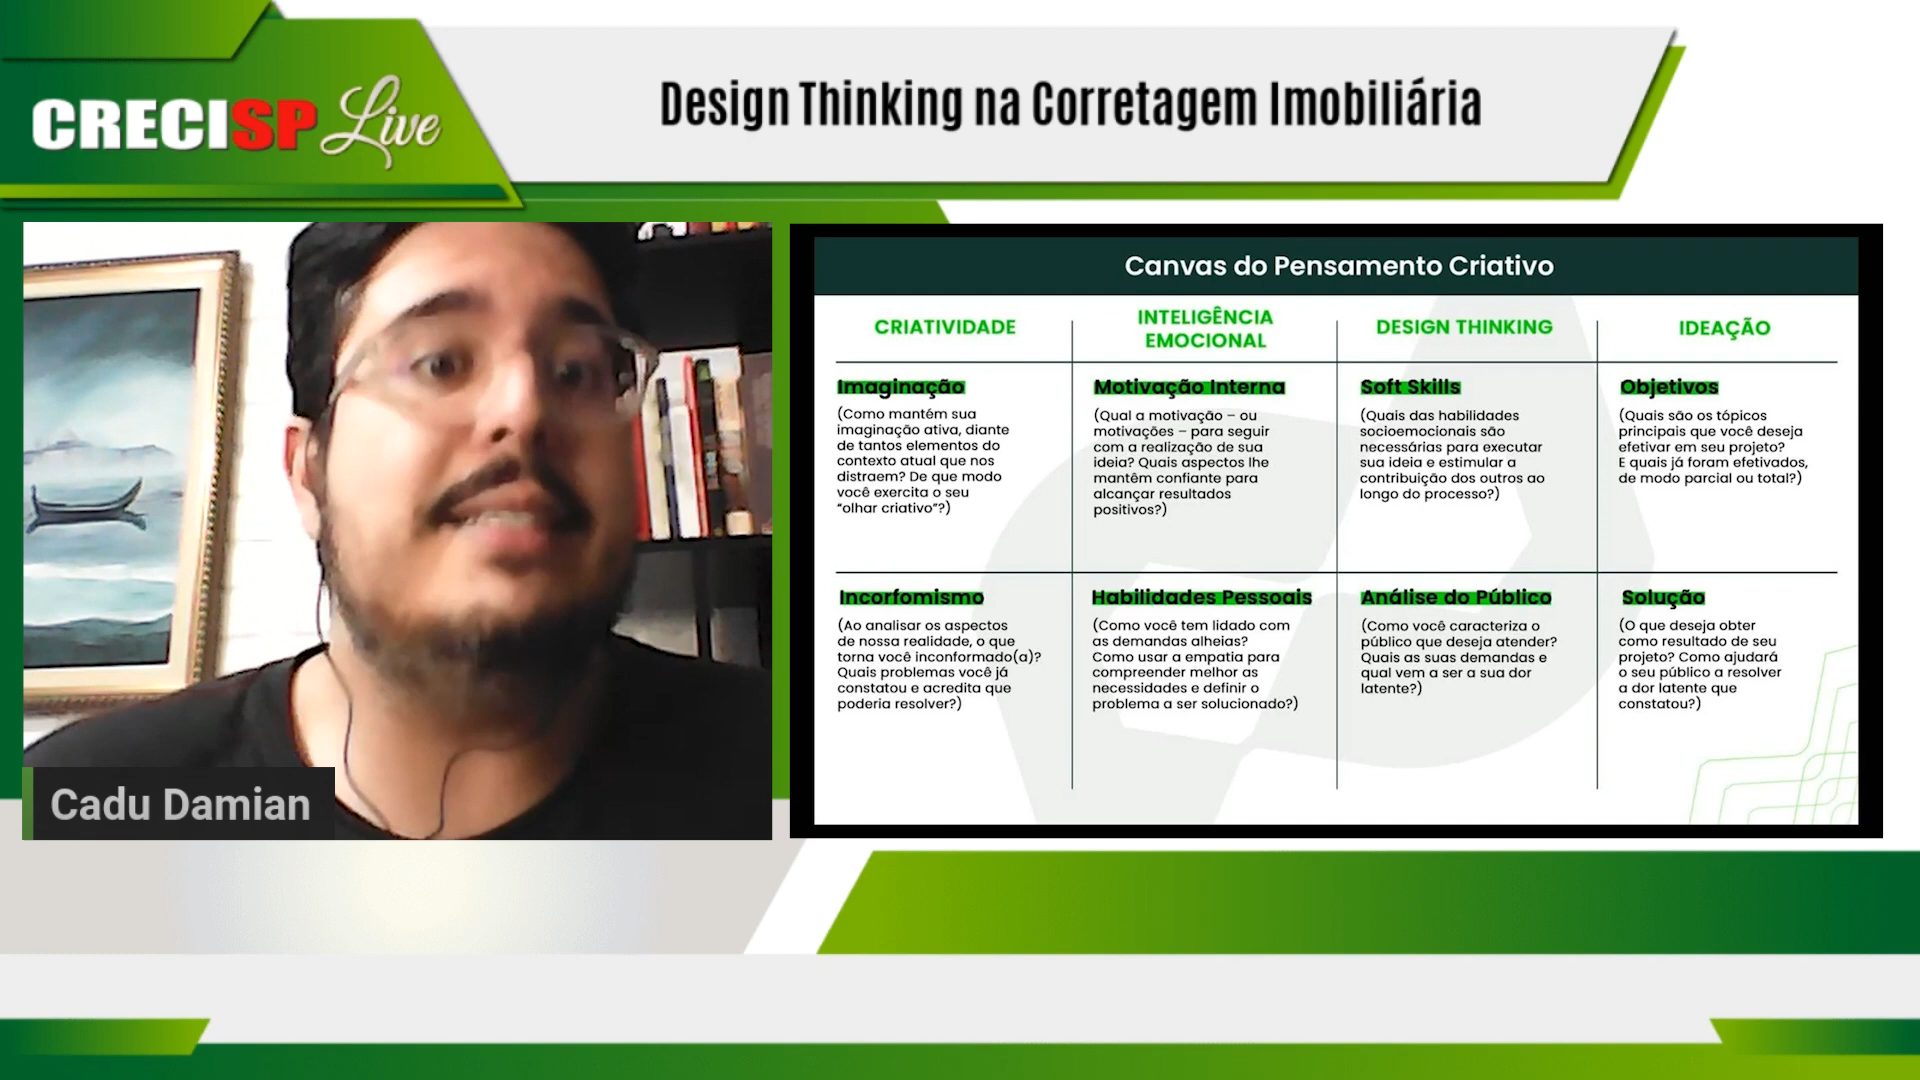 CRECISP Live
Design Thinking na Corretagem Imobiliária
Cadu Damian
Canvas do Pensamento Criativo
CRIATIVIDADE
Imaginação
(Como mantém sua
imaginação ativa, diante
de tantos elementos do
contexto atual que nos
distraem? De que modo
você exercita o seu
“olhar criativo”?)
Incorfomismo
(Ao analisar os aspectos
de nossa realidade, o que
torna você inconformado(a)?
Quais problemas você já
constatou e acredita que
poderia resolver?)
INTELIGÊNCIA
EMOCIONAL
Motivação Interna
(Qual a motivação – ou
motivações – para seguir
com a realização de sua
ideia? Quais aspectos lhe
mantêm confiante para
alcançar resultados
positivos?)
Habilidades Pessoais
(Como você tem lidado com
as demandas alheias?
Como usar a empatia para
compreender melhor as
necessidades e definir o
problema a ser solucionado?)
DESIGN THINKING
Soft Skills
(Quais das habilidades
socioemocionais são
necessárias para executar
sua ideia e estimular a
contribuição dos outros ao
longo do processo?)
Análise do Público
(Como você caracteriza o
público que deseja atender?
Quais as suas demandas e
qual vem a ser a sua dor
latente?)
IDEAÇÃO
Objetivos
(Quais são os tópicos
principais que você deseja
efetivar em seu projeto?
E quais já foram efetivados,
de modo parcial ou total?)
Solução
(O que deseja obter
como resultado de seu
projeto? Como ajudará
o seu público a resolver
a dor latente que
constatou?)